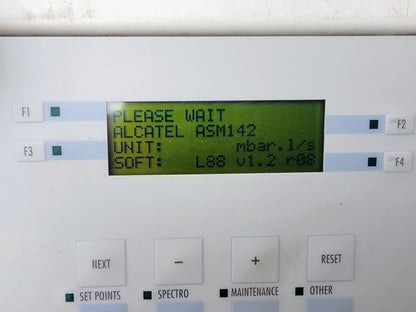 F1
PLEASE WAIT
ALCATEL ASM142
F2
UNIT: mbar.l/s
F3
SOFT: L88 v1.2 r08
F4
NEXT
-
+
RESET
SET POINTS
SPECTRO
MAINTENANCE
OTHER